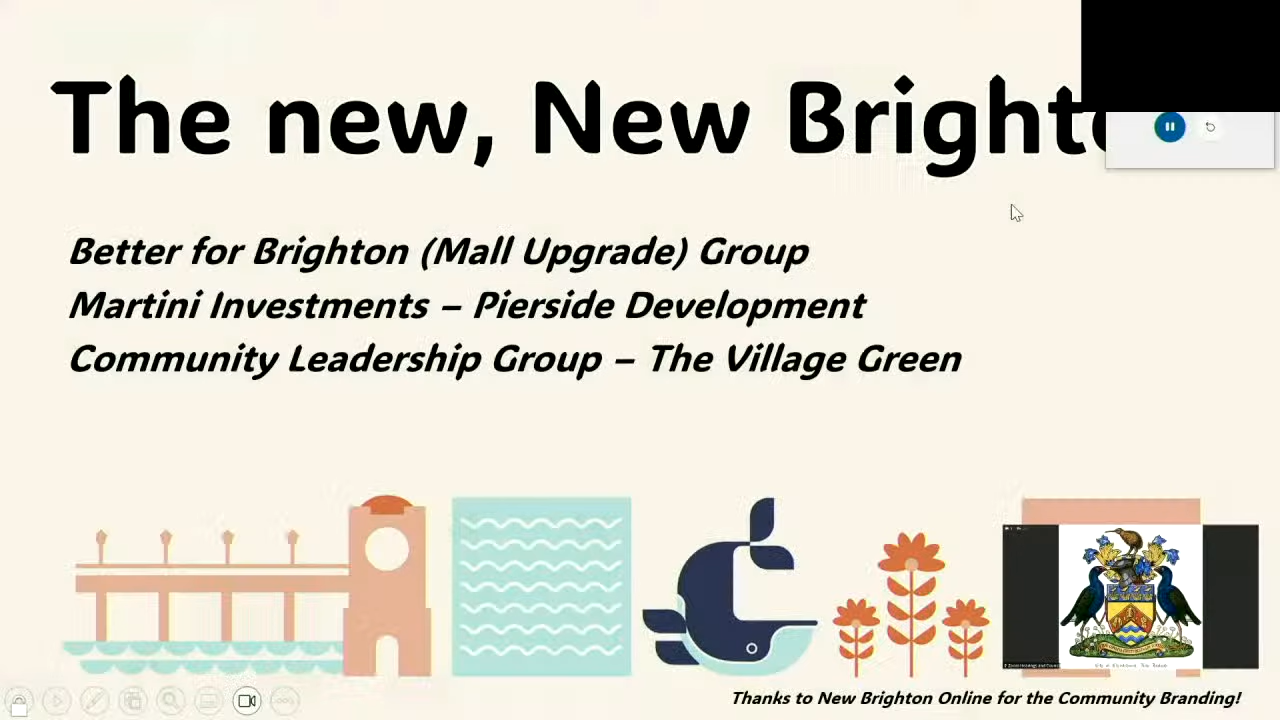 The new, New Bright
Better for Brighton (Mall Upgrade) Group
Martini Investments – Pierside Development
Community Leadership Group – The Village Green
Thanks to New Brighton Online for the Community Branding!